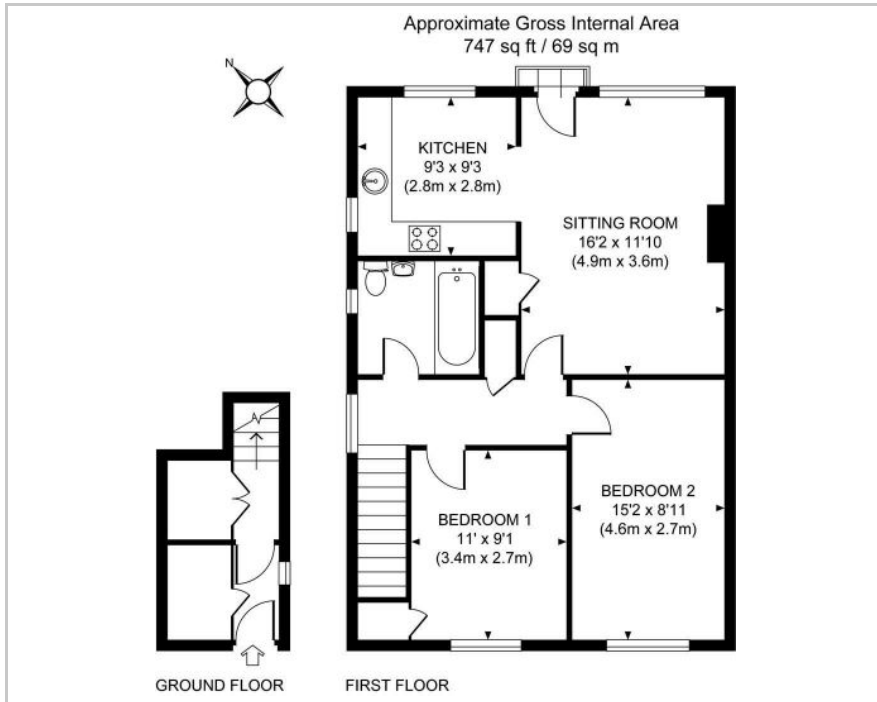 Approximate Gross Internal Area
747 sq ft / 69 sq m
N
KITCHEN
9'3 x 9'3
(2.8m x 2.8m)
SITTING ROOM
16'2 x 11'10
(4.9m x 3.6m)
BEDROOM 1
11' x 9'1
(3.4m x 2.7m)
BEDROOM 2
15'2 x 8'11
(4.6m x 2.7m)
GROUND FLOOR
FIRST FLOOR